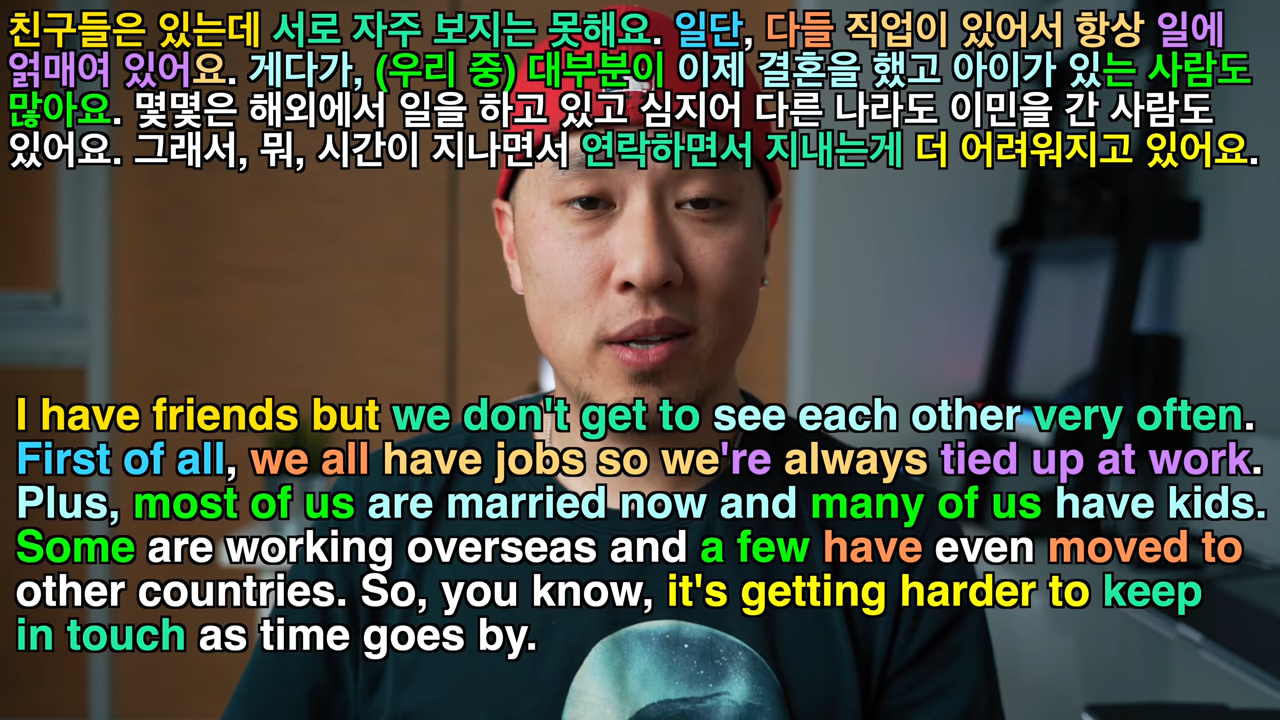 친구들은 있는데 서로 자주 보지는 못해요. 일단, 다들 직업이 있어서 항상 일에
얽매여 있어요. 게다가, (우리 중) 대부분이 이제 결혼을 했고 아이가 있는 사람도
많아요. 몇몇은 해외에서 일을 하고 있고 심지어 다른 나라도 이민을 간 사람도
있어요. 그래서, 뭐, 시간이 지나면서 연락하면서 지내는게 더 어려워지고 있어요.
I have friends but we don't get to see each other very often.
First of all, we all have jobs so we're always tied up at work.
Plus, most of us are married now and many of us have kids.
Some are working overseas and a few have even moved to
other countries. So, you know, it's getting harder to keep
in touch as time goes by.